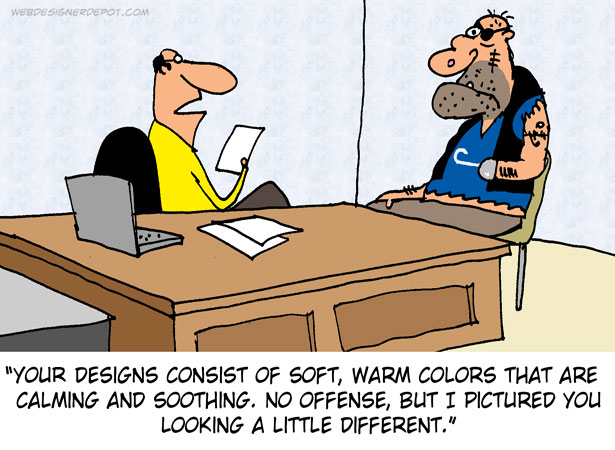 WEBDESIGNERDEPOT.COM
"YOUR DESIGNS CONSIST OF SOFT, WARM COLORS THAT ARE
CALMING AND SOOTHING. NO OFFENSE, BUT I PICTURED YOU
LOOKING A LITTLE DIFFERENT."